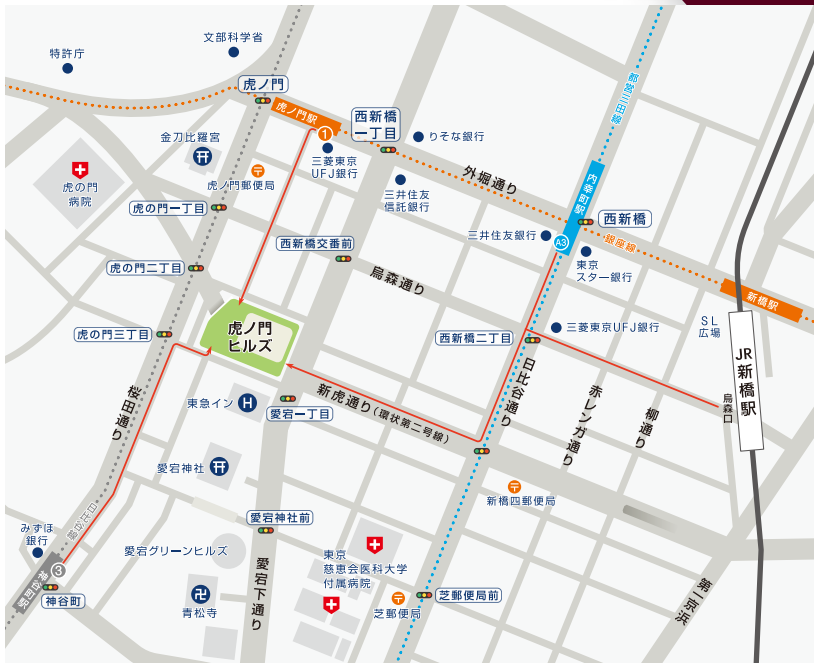 文部科学省
特許庁
虎ノ門
虎ノ門駅
1
西新橋
一丁目
都営三田線
りそな銀行
金刀比羅宮
三菱東京
UFJ銀行
外堀通り
虎の門
病院
虎ノ門郵便局
三井住友
信託銀行
内幸町駅
虎の門一丁目
西新橋
三井住友銀行
A3
銀座線
西新橋交番前
東京
スター銀行
虎の門二丁目
烏森通り
新橋駅
虎ノ門
ヒルズ
SL
広場
虎の門三丁目
西新橋二丁目
三菱東京UFJ銀行
JR新橋駅
桜田通り
新虎通り(環状第二号線)
日比谷通り
赤レンガ通り
柳通り
烏森口
東急イン
H
愛宕一丁目
愛宕神社
新橋四郵便局
日比谷線
みずほ
銀行
愛宕神社前
3
愛宕グリーンヒルズ
愛宕下通り
東京
慈恵会医科大学
付属病院
神谷町駅
神谷町
青松寺
芝郵便局
芝郵便局前
第一京浜